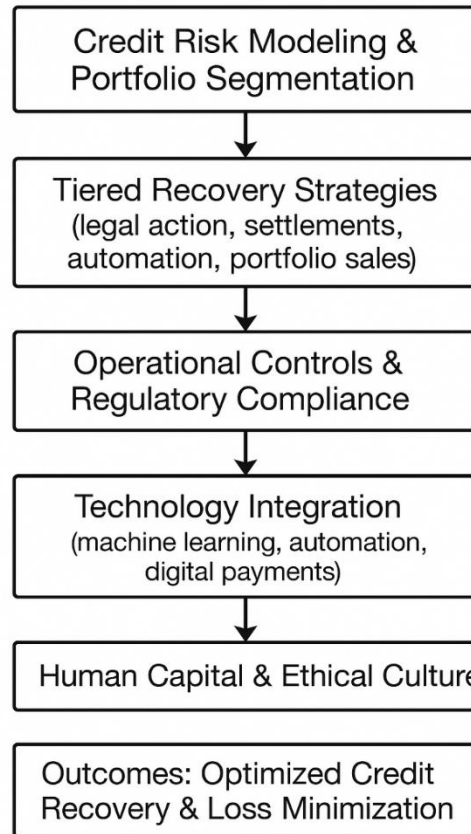 Credit Risk Modeling &
Portfolio Segmentation
Tiered Recovery Strategies
(legal action, settlements,
automation, portfolio sales)
Operational Controls &
Regulatory Compliance
Technology Integration
(machine learning, automation,
digital payments)
Human Capital & Ethical Culture
Outcomes: Optimized Credit
Recovery & Loss Minimization